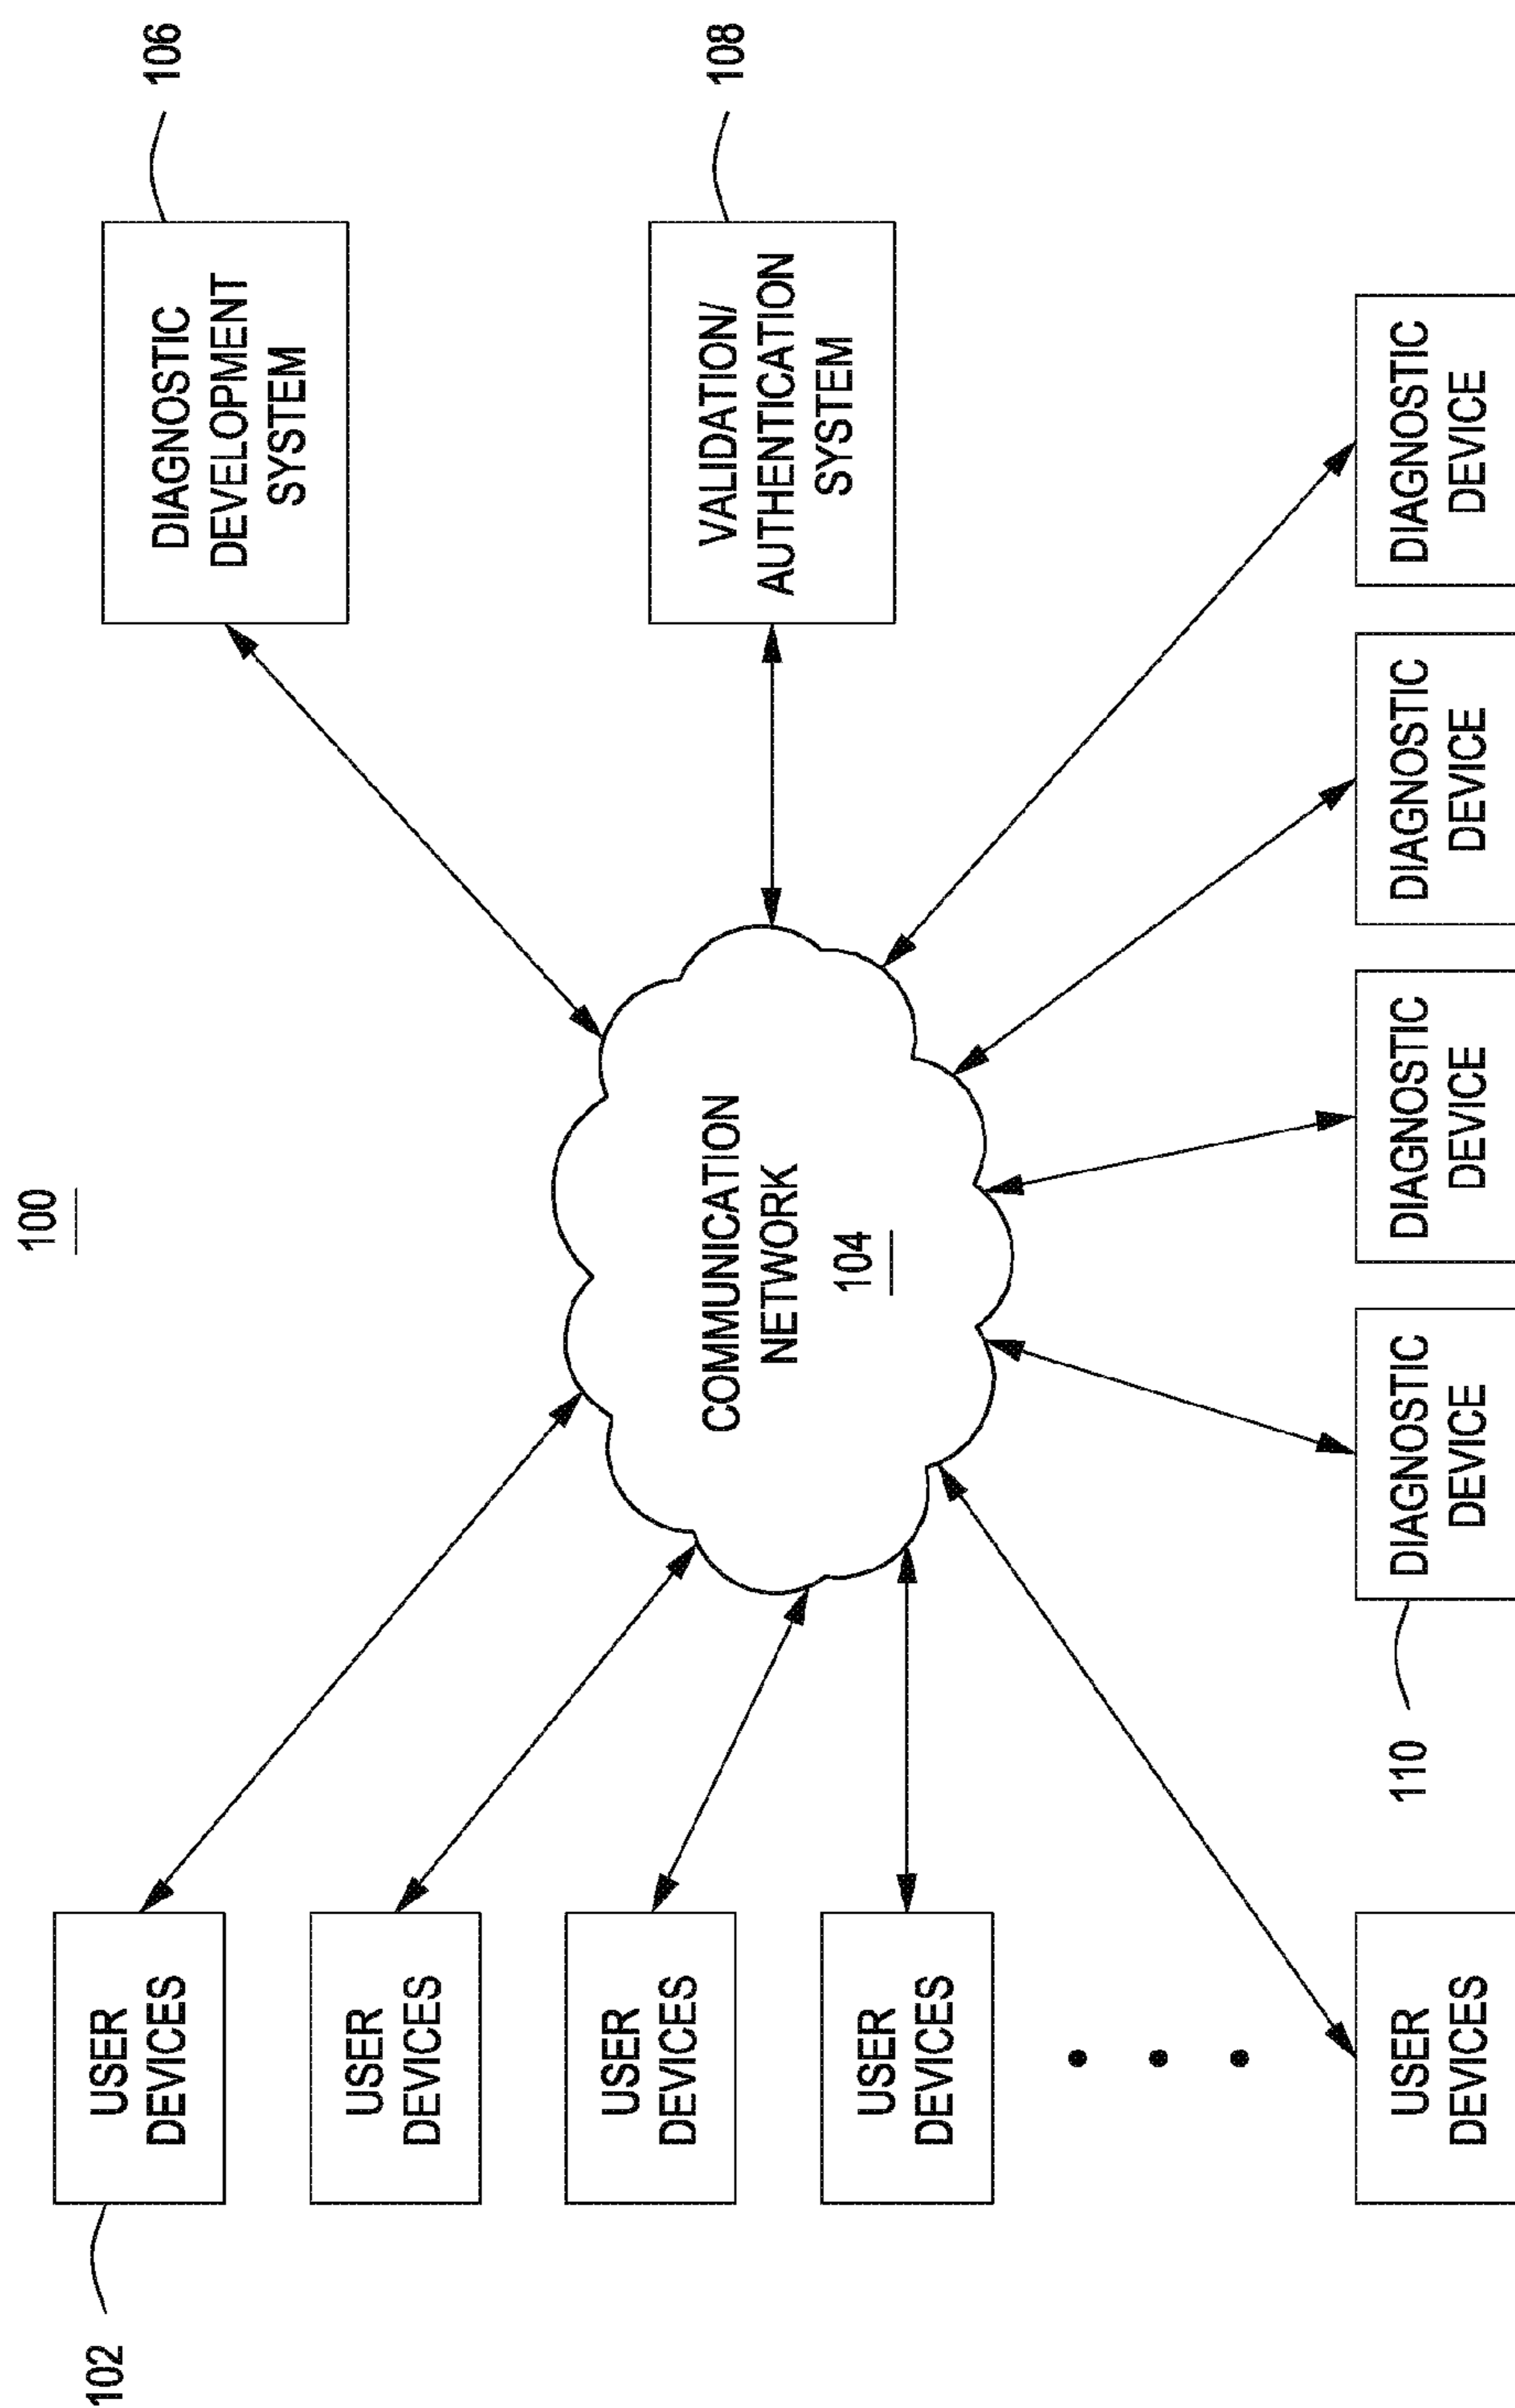 100
102
USER
DEVICES
USER
DEVICES
USER
DEVICES
USER
DEVICES
USER
DEVICES
COMMUNICATION
NETWORK
104
DIAGNOSTIC
DEVELOPMENT
SYSTEM
106
VALIDATION/
AUTHENTICATION
SYSTEM
108
110
DIAGNOSTIC
DEVICE
DIAGNOSTIC
DEVICE
DIAGNOSTIC
DEVICE
DIAGNOSTIC
DEVICE